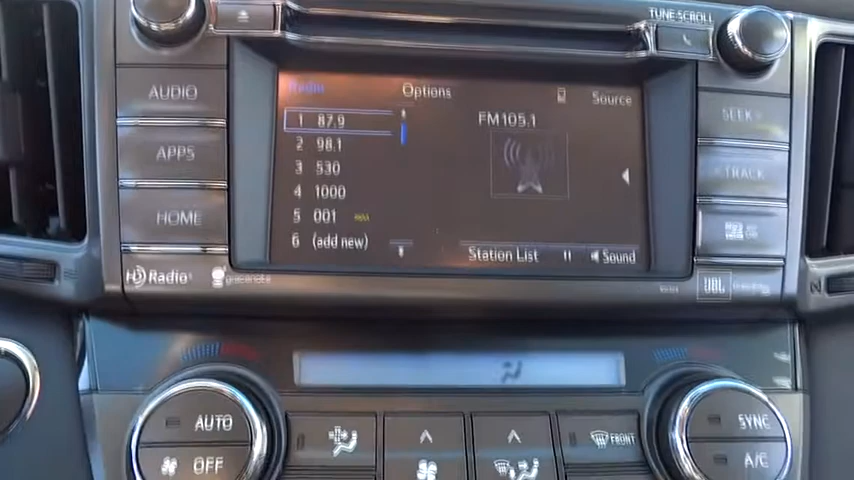 TUNE·SCROLL
AUDIO
APPS
HOME
HD Radio
gracenote
Radio
Options
Source
1 87.9
2 98.1
3 530
4 1000
5 001
6 (add new)
FM105.1
Station List
Sound
SEEK
TRACK
JBL
AUTO
OFF
FRONT
SYNC
A/C